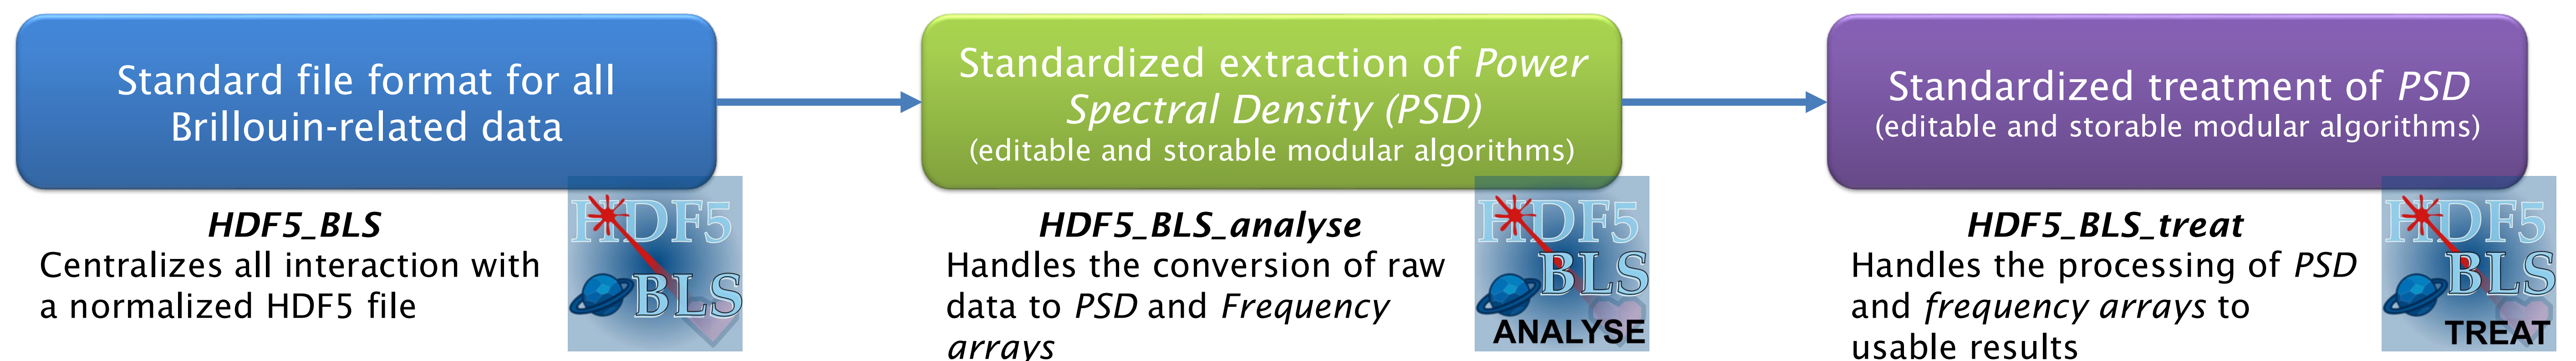 Standard file format for all
Brillouin-related data
HDF5_BLS
Centralizes all interaction with
a normalized HDF5 file
HDF5
BLS
Standardized extraction of Power
Spectral Density (PSD)
(editable and storable modular algorithms)
HDF5_BLS_analyse
Handles the conversion of raw
data to PSD and Frequency
arrays
HDF5
BLS
ANALYSE
Standardized treatment of PSD
(editable and storable modular algorithms)
HDF5_BLS_treat
Handles the processing of PSD
and frequency arrays to
usable results
HDF5
BLS
TREAT